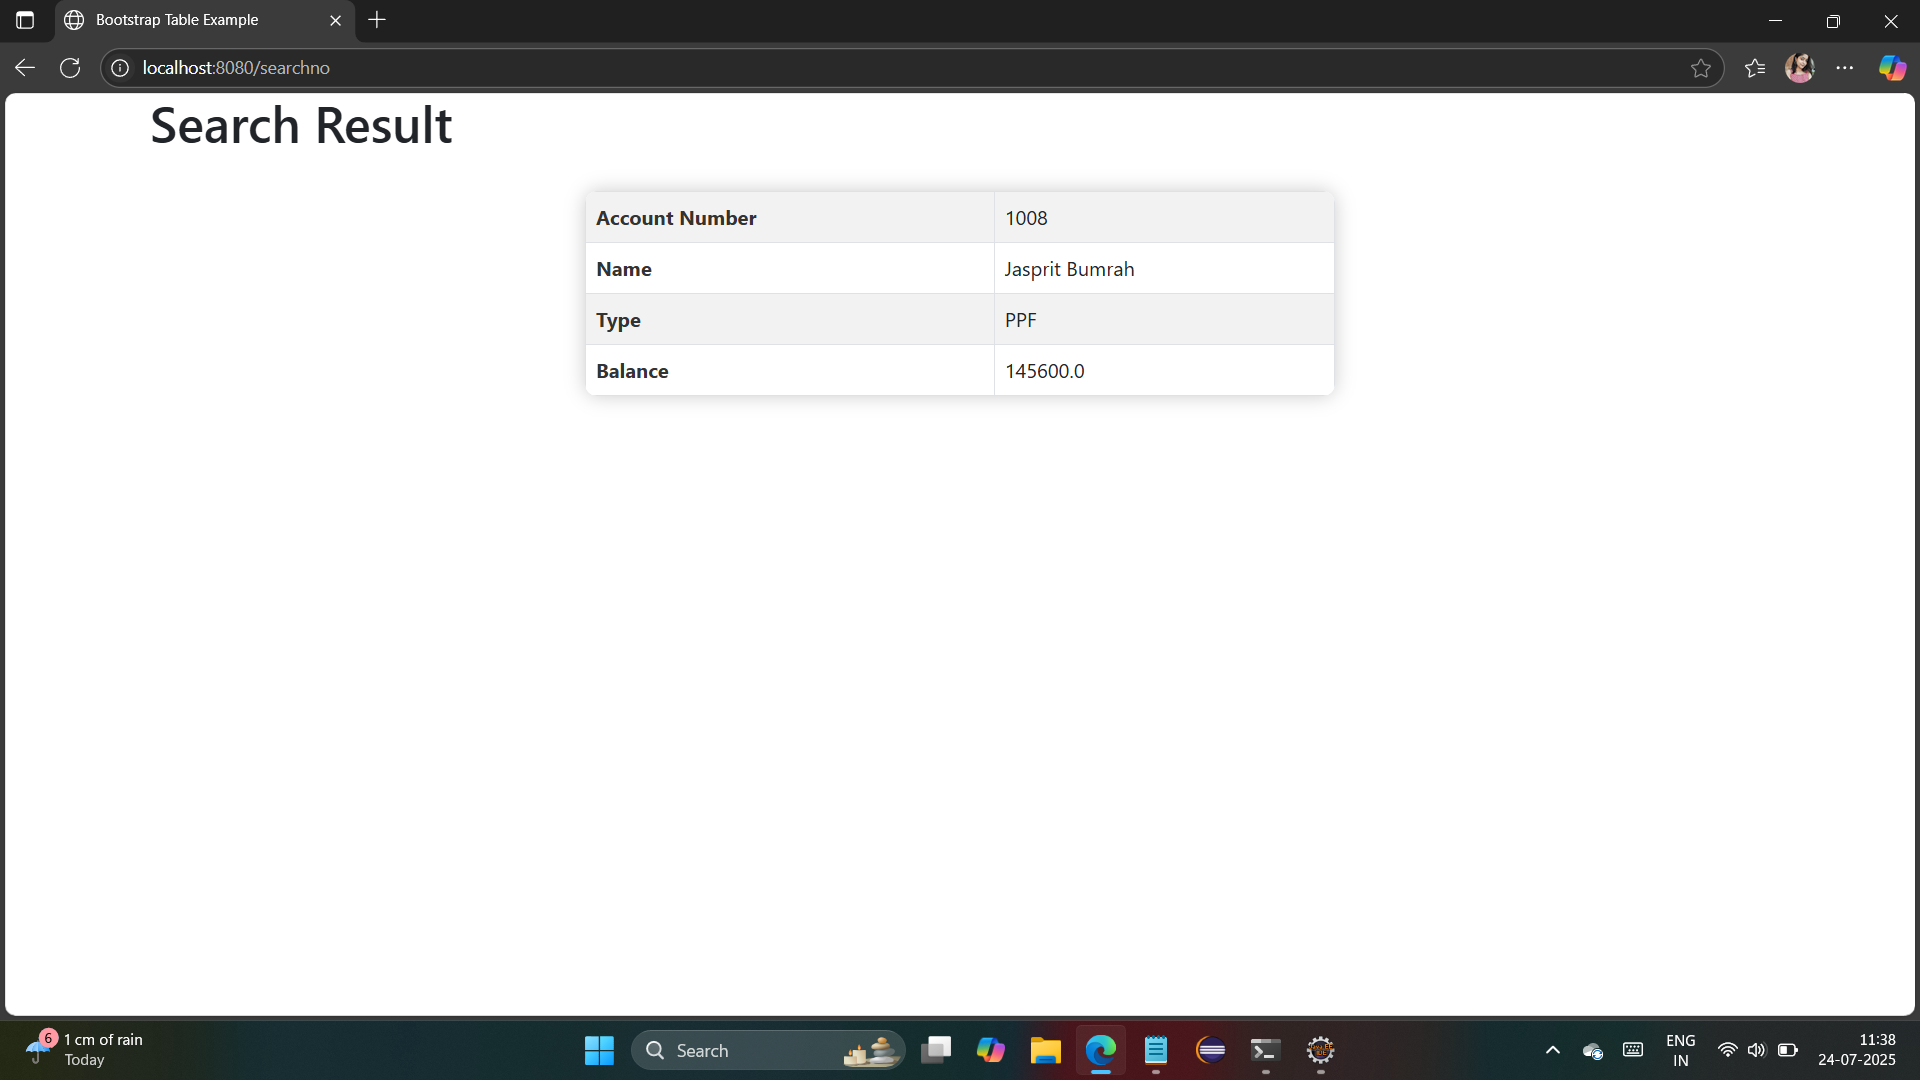 Bootstrap Table Example
localhost:8080/searchno
Search Result
Account Number 1008
Name Jasprit Bumrah
Type PPF
Balance 145600.0
6
1 cm of rain
Today
Search
ENG
IN
11:38
24-07-2025